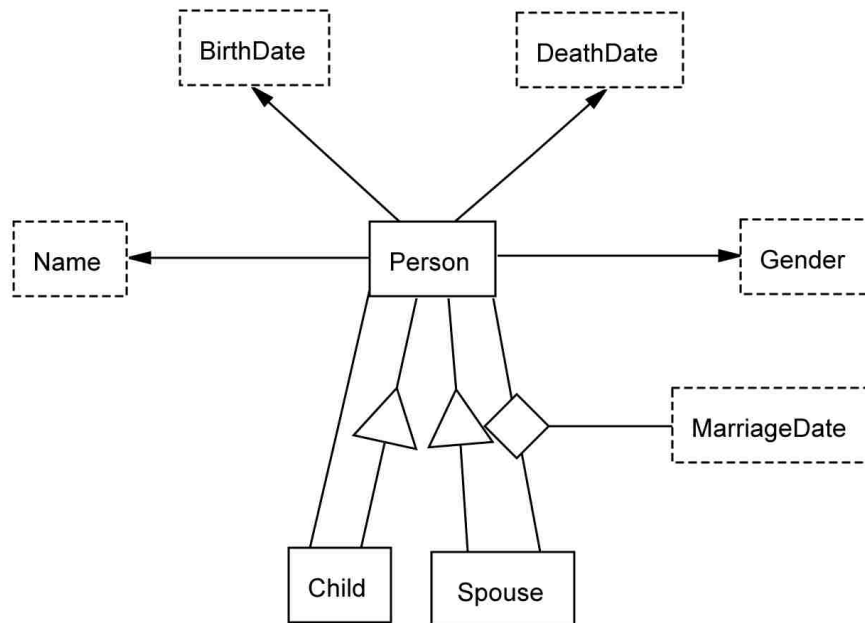 BirthDate
DeathDate
Name
Person
Gender
MarriageDate
Child
Spouse